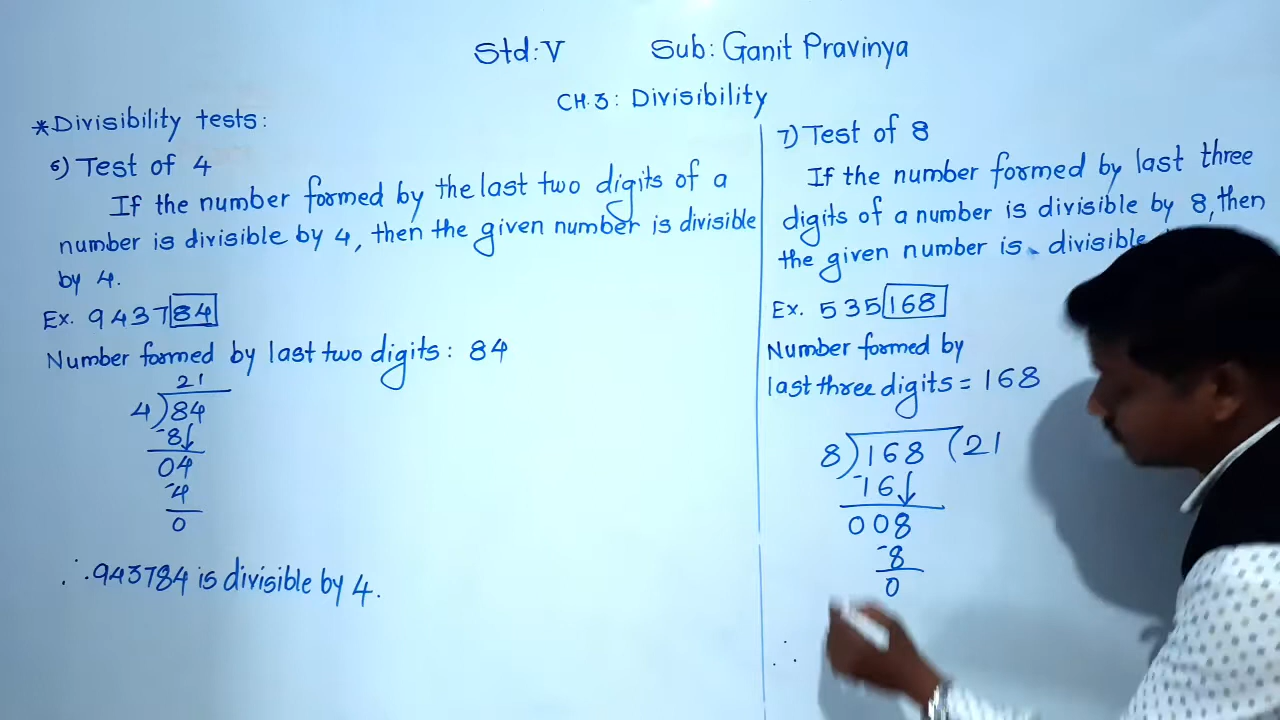 Std: V Sub: Ganit Pravinya
CH.3: Divisibility
*Divisibility tests:
6) Test of 4
If the number formed by the last two digits of a
number is divisible by 4, then the given number is divisible
by 4.
Ex. 943784
Number formed by last two digits: 84
21
4)84
-8↓
04
-4
0
∴ 943784 is divisible by 4.
7) Test of 8
If the number formed by last three
digits of a number is divisible by 8, then
the given number is divisible
Ex. 535168
Number formed by
last three digits = 168
8)168(21
-16↓
008
-8
0
∴